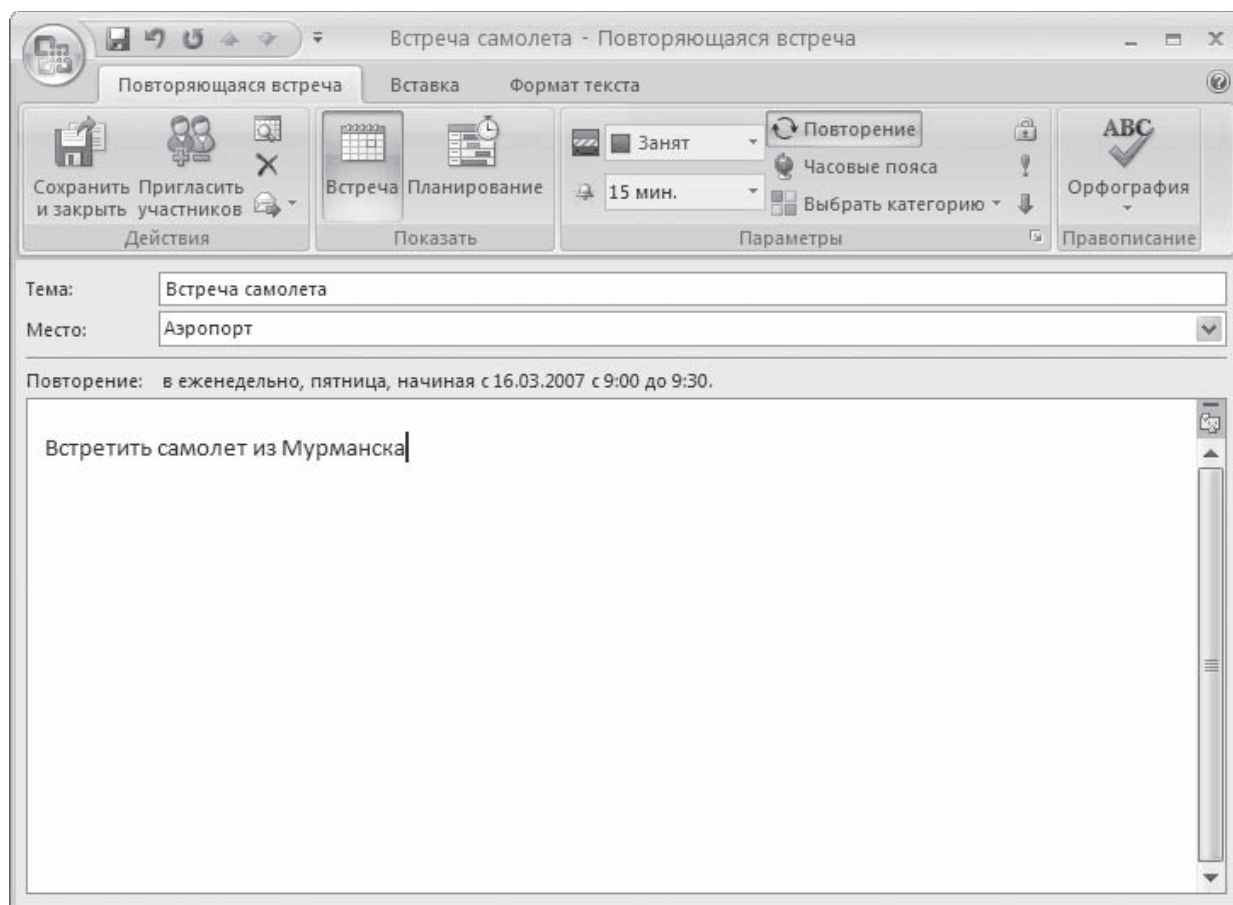 Встреча самолета - Повторяющаяся встреча
Повторяющаяся встреча Вставка Формат текста
Сохранить и закрыть
Пригласить участников
Встреча
Планирование
Занят
15 мин.
Повторение
Часовые пояса
Выбрать категорию
ABC
Орфография
Действия Показать Параметры Правописание
Тема: Встреча самолета
Место: Аэропорт
Повторение: в еженедельно, пятница, начиная с 16.03.2007 с 9:00 до 9:30.
Встретить самолет из Мурманска